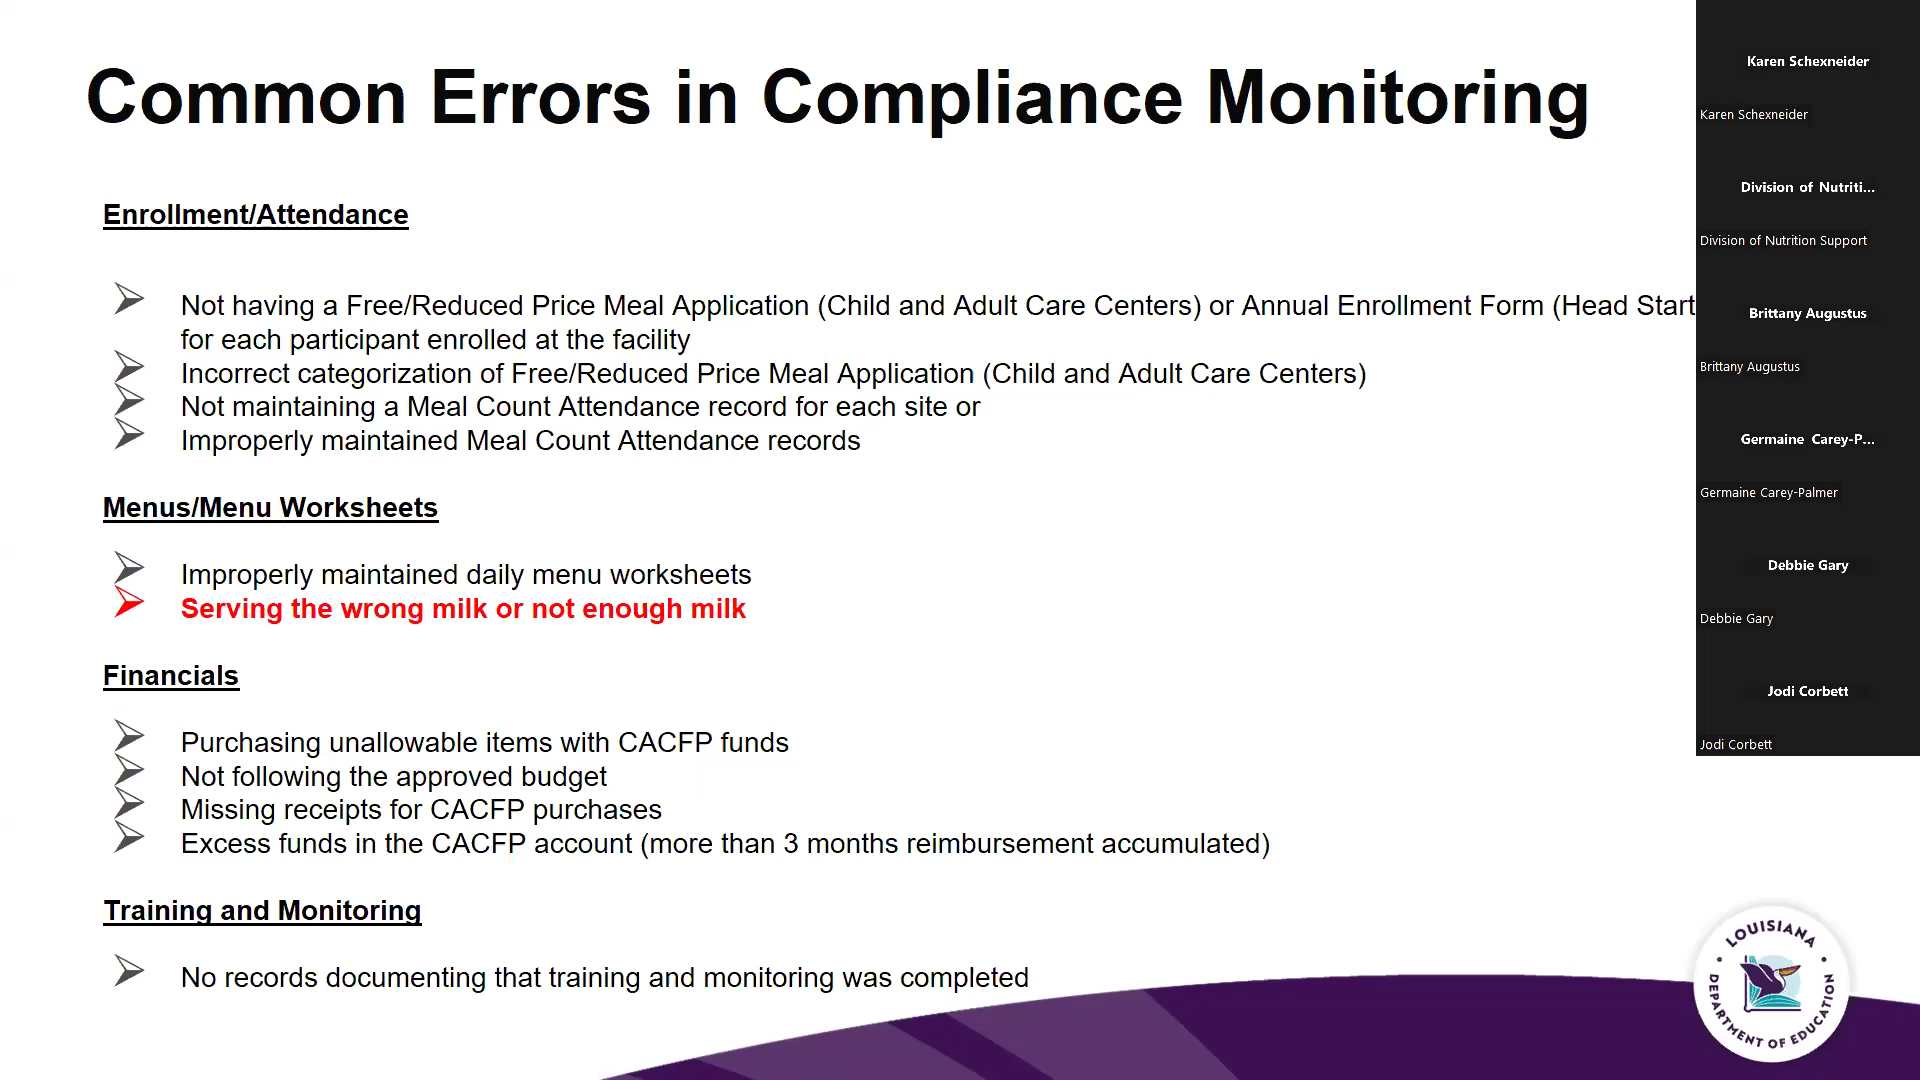 Common Errors in Compliance Monitoring
Enrollment/Attendance
Not having a Free/Reduced Price Meal Application (Child and Adult Care Centers) or Annual Enrollment Form (Head Start
for each participant enrolled at the facility
Incorrect categorization of Free/Reduced Price Meal Application (Child and Adult Care Centers)
Not maintaining a Meal Count Attendance record for each site or
Improperly maintained Meal Count Attendance records
Menus/Menu Worksheets
Improperly maintained daily menu worksheets
Serving the wrong milk or not enough milk
Financials
Purchasing unallowable items with CACFP funds
Not following the approved budget
Missing receipts for CACFP purchases
Excess funds in the CACFP account (more than 3 months reimbursement accumulated)
Training and Monitoring
No records documenting that training and monitoring was completed
Karen Schexneider
Karen Schexneider
Division of Nutriti...
Division of Nutrition Support
Brittany Augustus
Brittany Augustus
Germaine Carey-P...
Germaine Carey-Palmer
Debbie Gary
Debbie Gary
Jodi Corbett
Jodi Corbett
LOUISIANA
DEPARTMENT OF EDUCATION